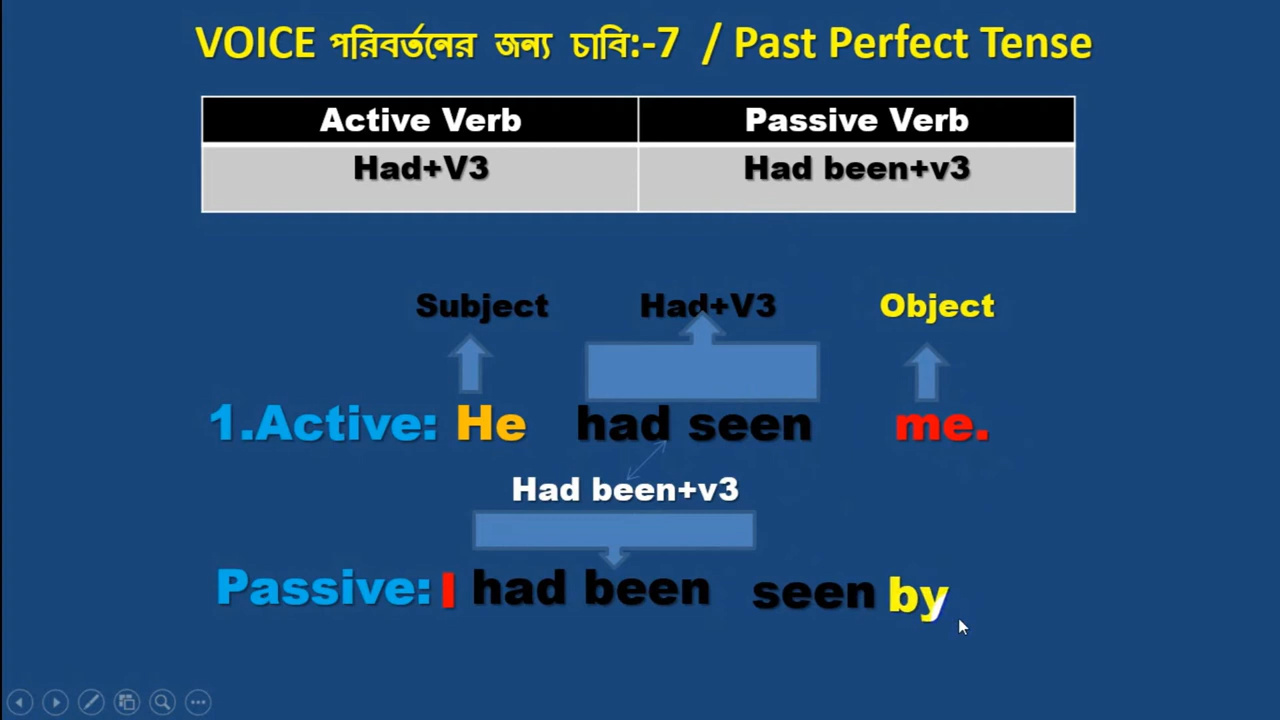 VOICE পরিবর্তনের জন্য চাবি:-7 / Past Perfect Tense
Active Verb Passive Verb
Had+V3 Had been+v3
Subject Had+V3 Object
1.Active: He had seen me.
Had been+v3
Passive: I had been seen by